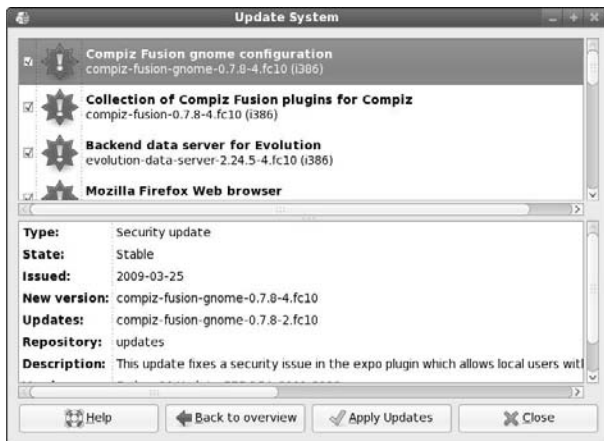 Update System
Compiz Fusion gnome configuration
compiz-fusion-gnome-0.7.8-4.fc10 (i386)
Collection of Compiz Fusion plugins for Compiz
compiz-fusion-0.7.8-4.fc10 (i386)
Backend data server for Evolution
evolution-data-server-2.24.5-4.fc10 (i386)
Mozilla Firefox Web browser
Type: Security update
State: Stable
Issued: 2009-03-25
New version: compiz-fusion-gnome-0.7.8-4.fc10
Updates: compiz-fusion-gnome-0.7.8-2.fc10
Repository: updates
Description: This update fixes a security issue in the expo plugin which allows local users
Help Back to overview Apply Updates Close